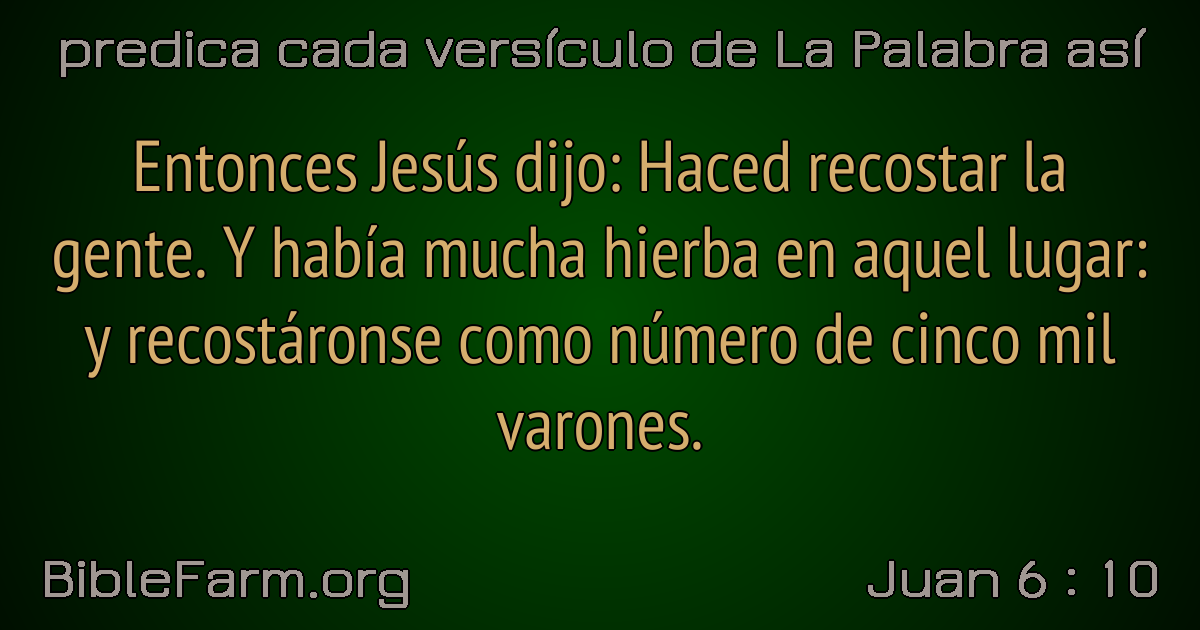 predica cada versículo de La Palabra así
Entonces Jesús dijo: Haced recostar la
gente. Y había mucha hierba en aquel lugar:
y recostáronse como número de cinco mil
varones.
BibleFarm.org
Juan 6 : 10